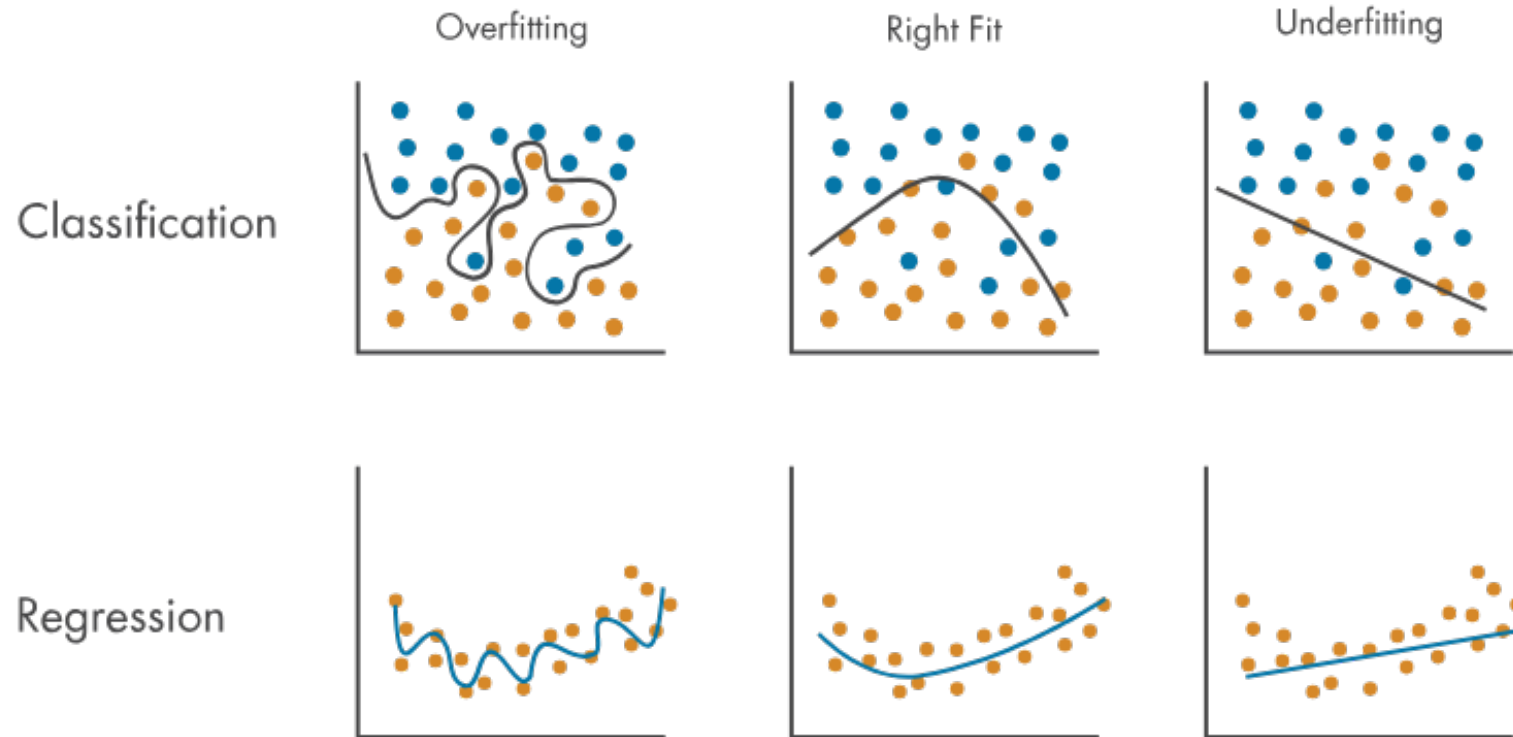 Overfitting
Right Fit
Underfitting
Classification
Regression